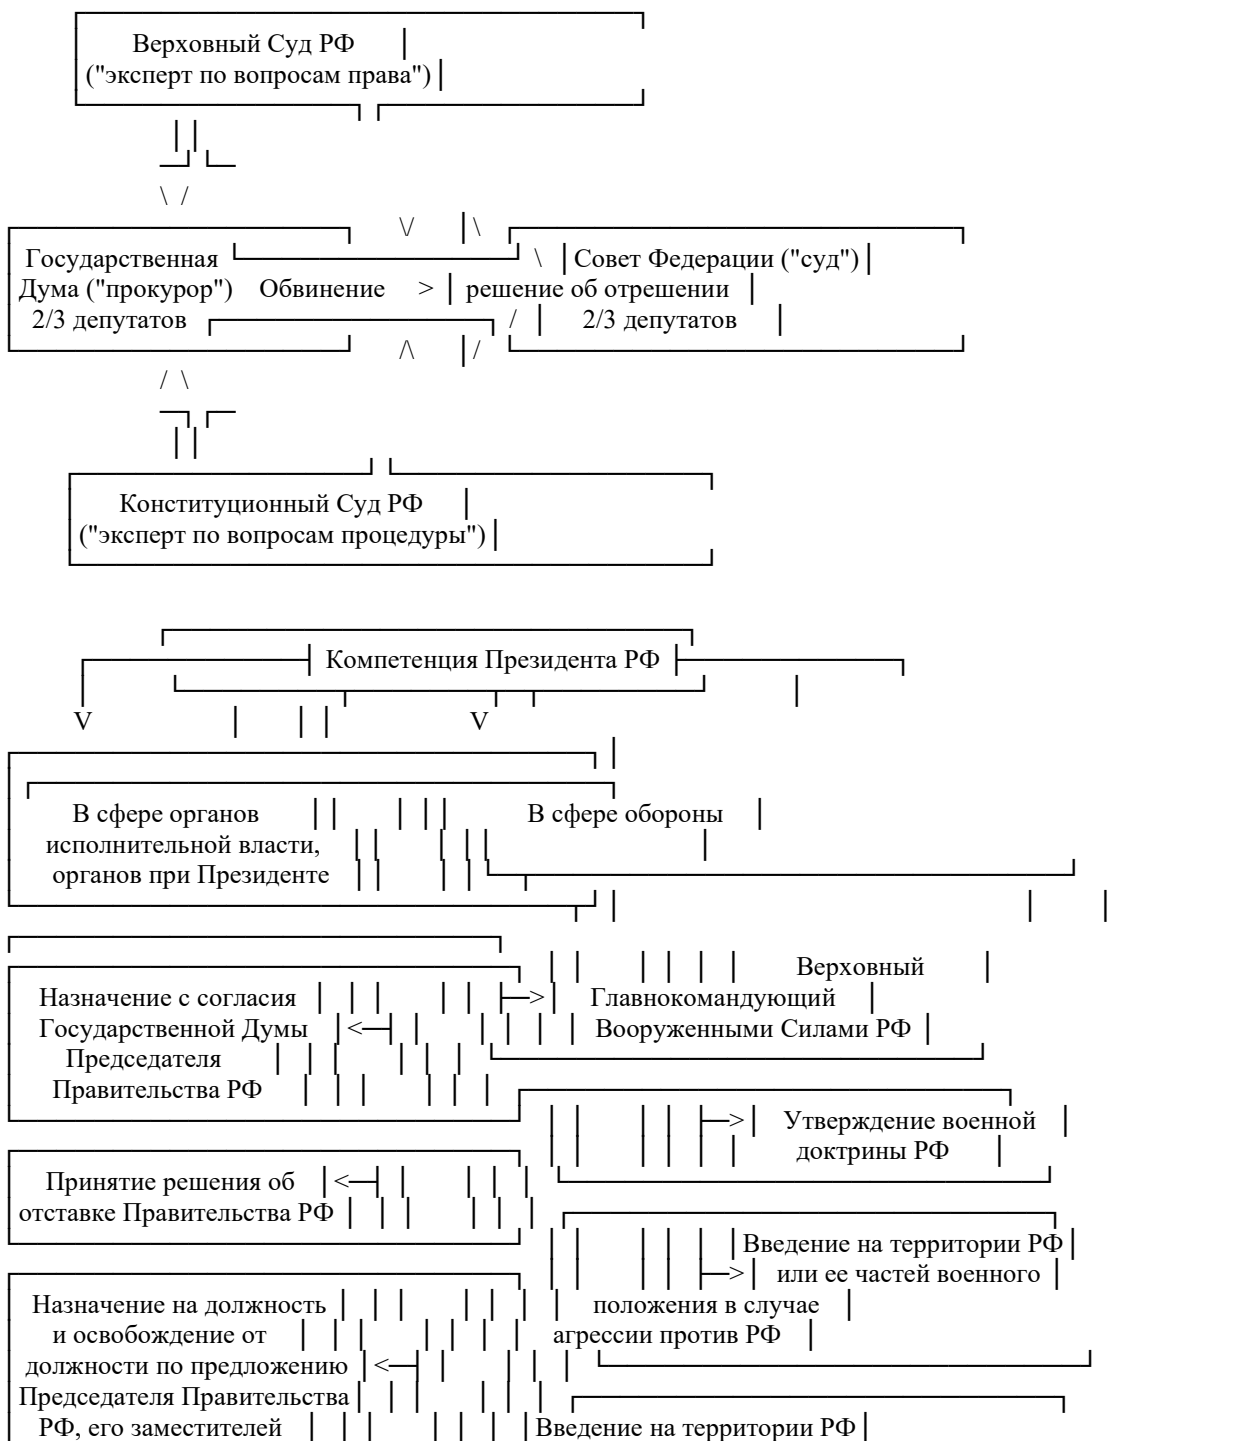 Верховный Суд РФ
("эксперт по вопросам права")
Государственная
Совет Федерации ("суд")
Дума ("прокурор") Обвинение > решение об отрешении
2/3 депутатов 2/3 депутатов
Конституционный Суд РФ
("эксперт по вопросам процедуры")
Компетенция Президента РФ
V V
В сфере органов В сфере обороны
исполнительной власти,
органов при Президенте
Верховный
Назначение с согласия > Главнокомандующий
Государственной Думы < Вооруженными Силами РФ
Председателя
Правительства РФ
> Утверждение военной
доктрины РФ
Принятие решения об <
отставке Правительства РФ
Введение на территории РФ
> или ее частей военного
Назначение на должность положения в случае
и освобождение от агрессии против РФ
должности по предложению <
Председателя Правительства
РФ, его заместителей Введение на территории РФ